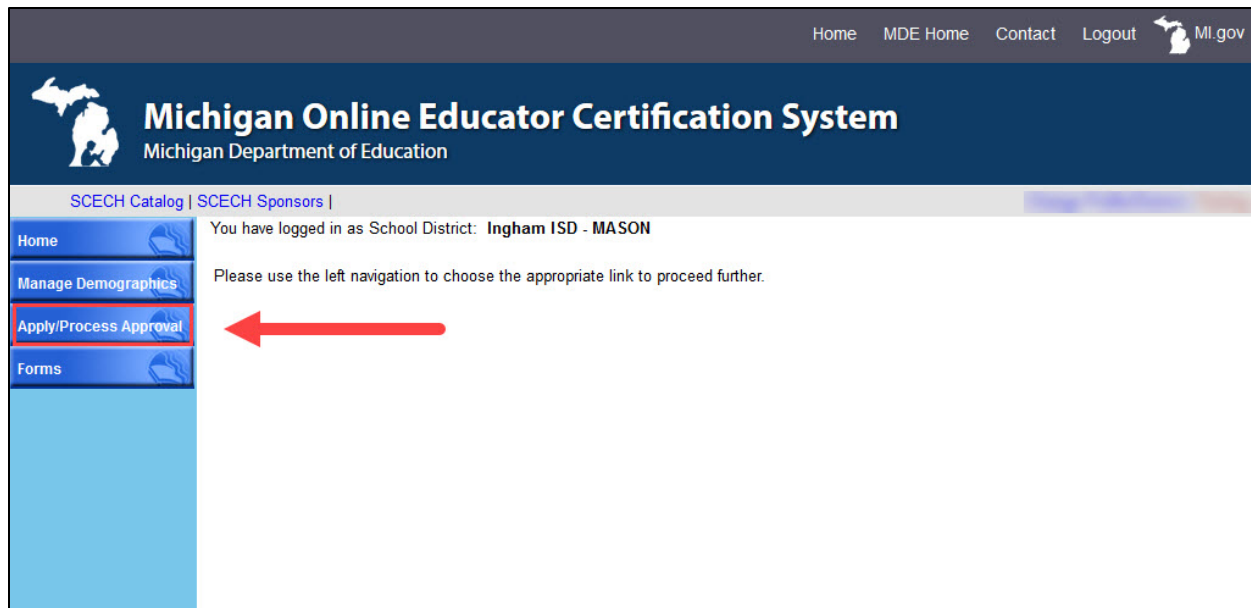 Home MDE Home Contact Logout MI.gov
Michigan Online Educator Certification System
Michigan Department of Education
SCECH Catalog | SCECH Sponsors |
Home
Manage Demographics
Apply/Process Approval
Forms
You have logged in as School District: Ingham ISD - MASON
Please use the left navigation to choose the appropriate link to proceed further.